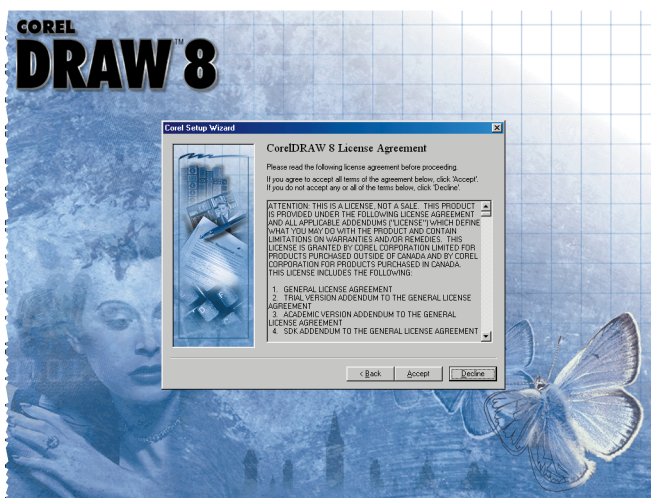 COREL
DRAW™ 8
Corel Setup Wizard
CorelDRAW 8 License Agreement
Please read the following license agreement before proceeding.
If you agree to accept all terms of the agreement below, click 'Accept'.
If you do not accept any or all of the terms below, click 'Decline'.
ATTENTION: THIS IS A LICENSE, NOT A SALE. THIS PRODUCT
IS PROVIDED UNDER THE FOLLOWING LICENSE AGREEMENT
AND ALL APPLICABLE ADDENDUMS ("LICENSE") WHICH DEFINE
WHAT YOU MAY DO WITH THE PRODUCT AND CONTAIN
LIMITATIONS ON WARRANTIES AND/OR REMEDIES. THIS
LICENSE IS GRANTED BY COREL CORPORATION LIMITED FOR
PRODUCTS PURCHASED OUTSIDE OF CANADA AND BY COREL
CORPORATION FOR PRODUCTS PURCHASED IN CANADA.
THIS LICENSE INCLUDES THE FOLLOWING:
1. GENERAL LICENSE AGREEMENT
2. TRIAL VERSION ADDENDUM TO THE GENERAL LICENSE
AGREEMENT
3. ACADEMIC VERSION ADDENDUM TO THE GENERAL
LICENSE AGREEMENT
4. SDK ADDENDUM TO THE GENERAL LICENSE AGREEMENT
< Back
Accept
Decline